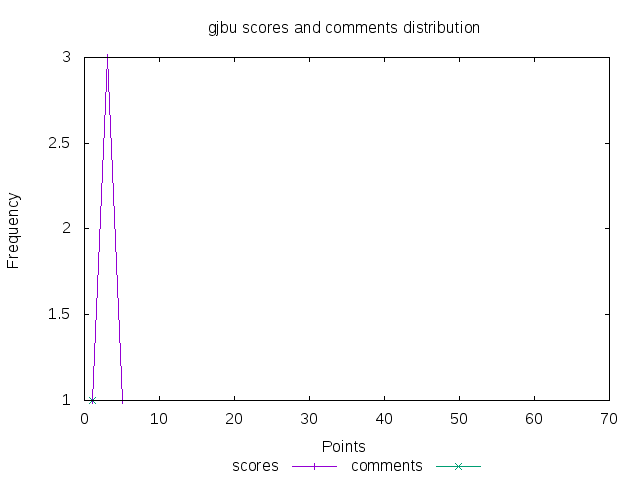 gjbu scores and comments distribution
3
2.5
2
1.5
1
Frequency
0 10 20 30 40 50 60 70
Points
scores comments